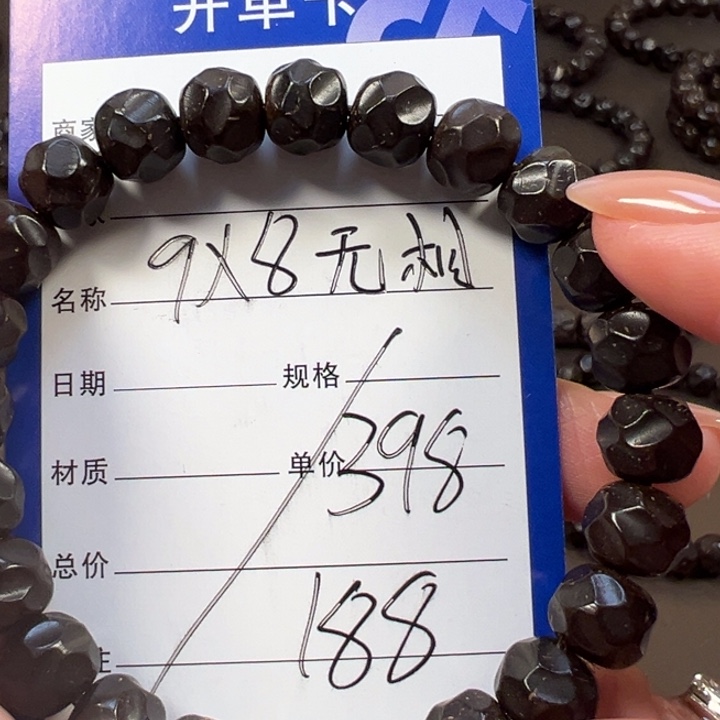 开单卡
商家
名称 9X8无相
日期 规格
材质 单价 398
总价
注 188